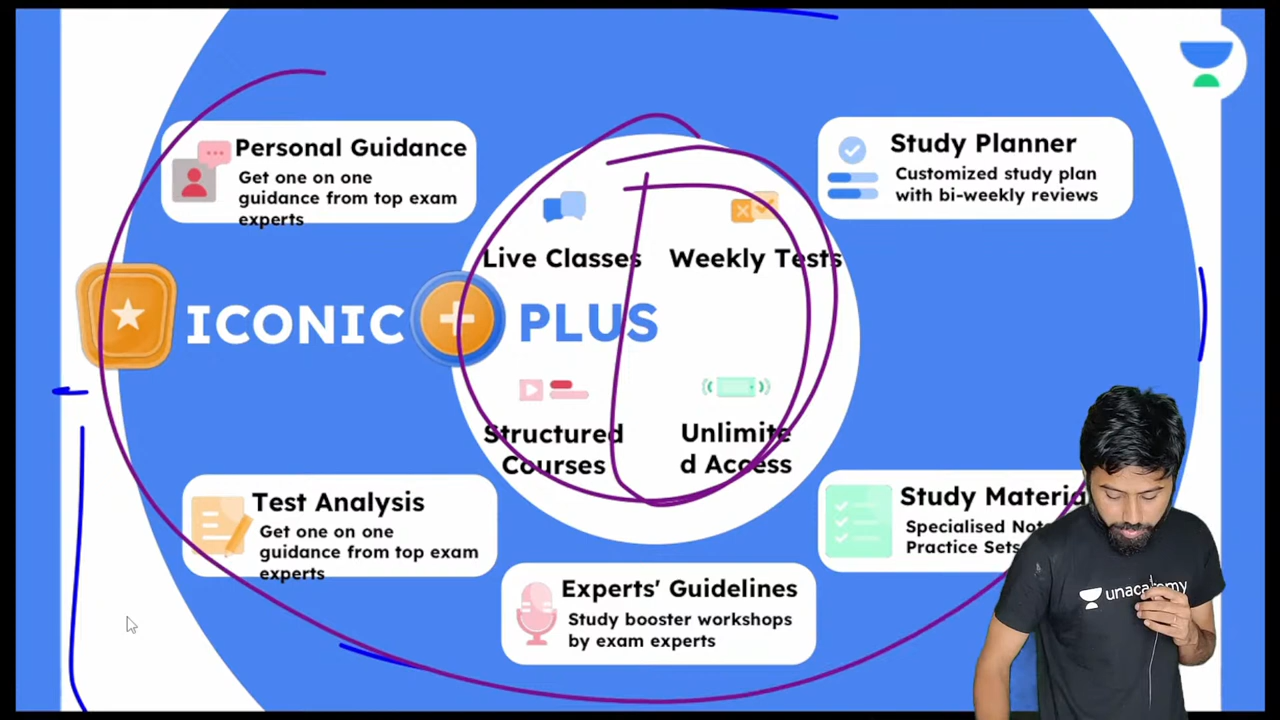 Personal Guidance
Get one on one
guidance from top exam
experts
Study Planner
Customized study plan
with bi-weekly reviews
Live Classes
Weekly Tests
ICONIC
PLUS
Structured
Courses
Unlimite
d Access
Test Analysis
Get one on one
guidance from top exam
experts
Study Materia
Specialised Not
Practice Sets
Experts' Guidelines
Study booster workshops
by exam experts
unacademy